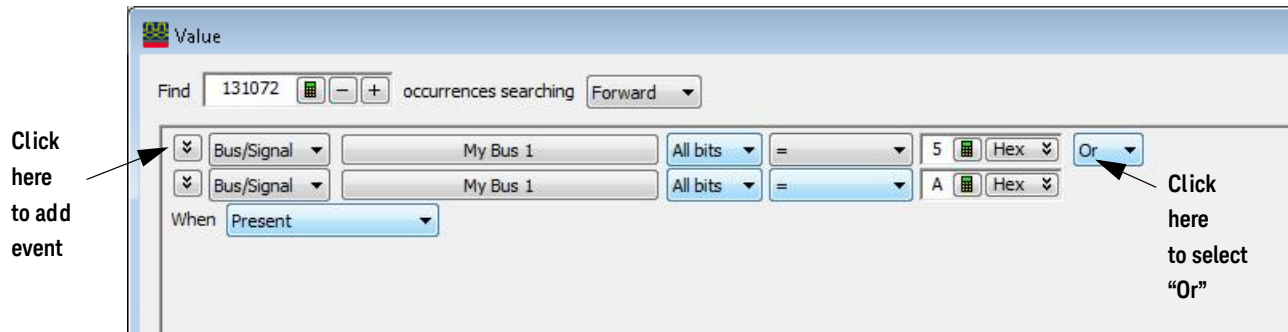 Value
Find 131072 − + occurrences searching Forward
Click
here
to add
event
Bus/Signal My Bus 1 All bits = 5 Hex Or
Bus/Signal My Bus 1 All bits = A Hex
When Present
Click
here
to select
“Or”